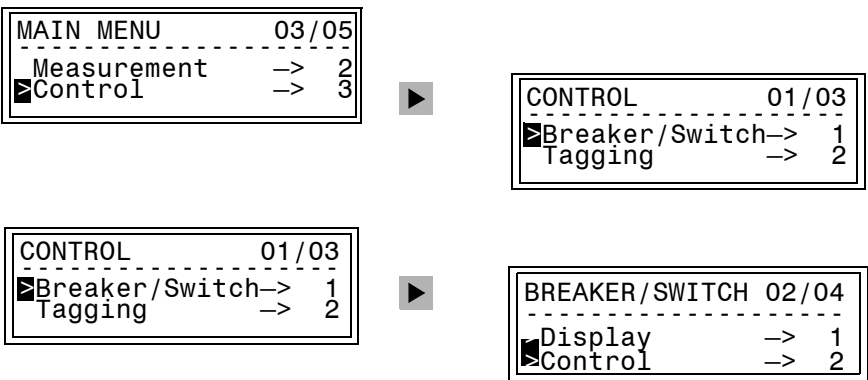 MAIN MENU 03/05
---------------------
Measurement —> 2
>Control —> 3
CONTROL 01/03
---------------------
>Breaker/Switch—> 1
Tagging —> 2
CONTROL 01/03
---------------------
>Breaker/Switch—> 1
Tagging —> 2
BREAKER/SWITCH 02/04
---------------------
Display —> 1
>Control —> 2